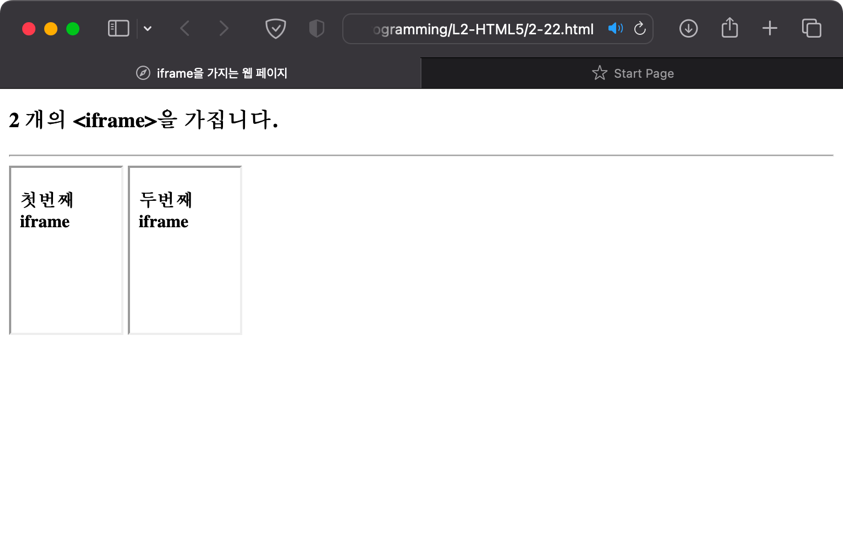 ogramming/L2-HTML5/2-22.html
iframe을 가지는 웹 페이지
Start Page
2 개의 <iframe>을 가집니다.
첫번째
iframe
두번째
iframe